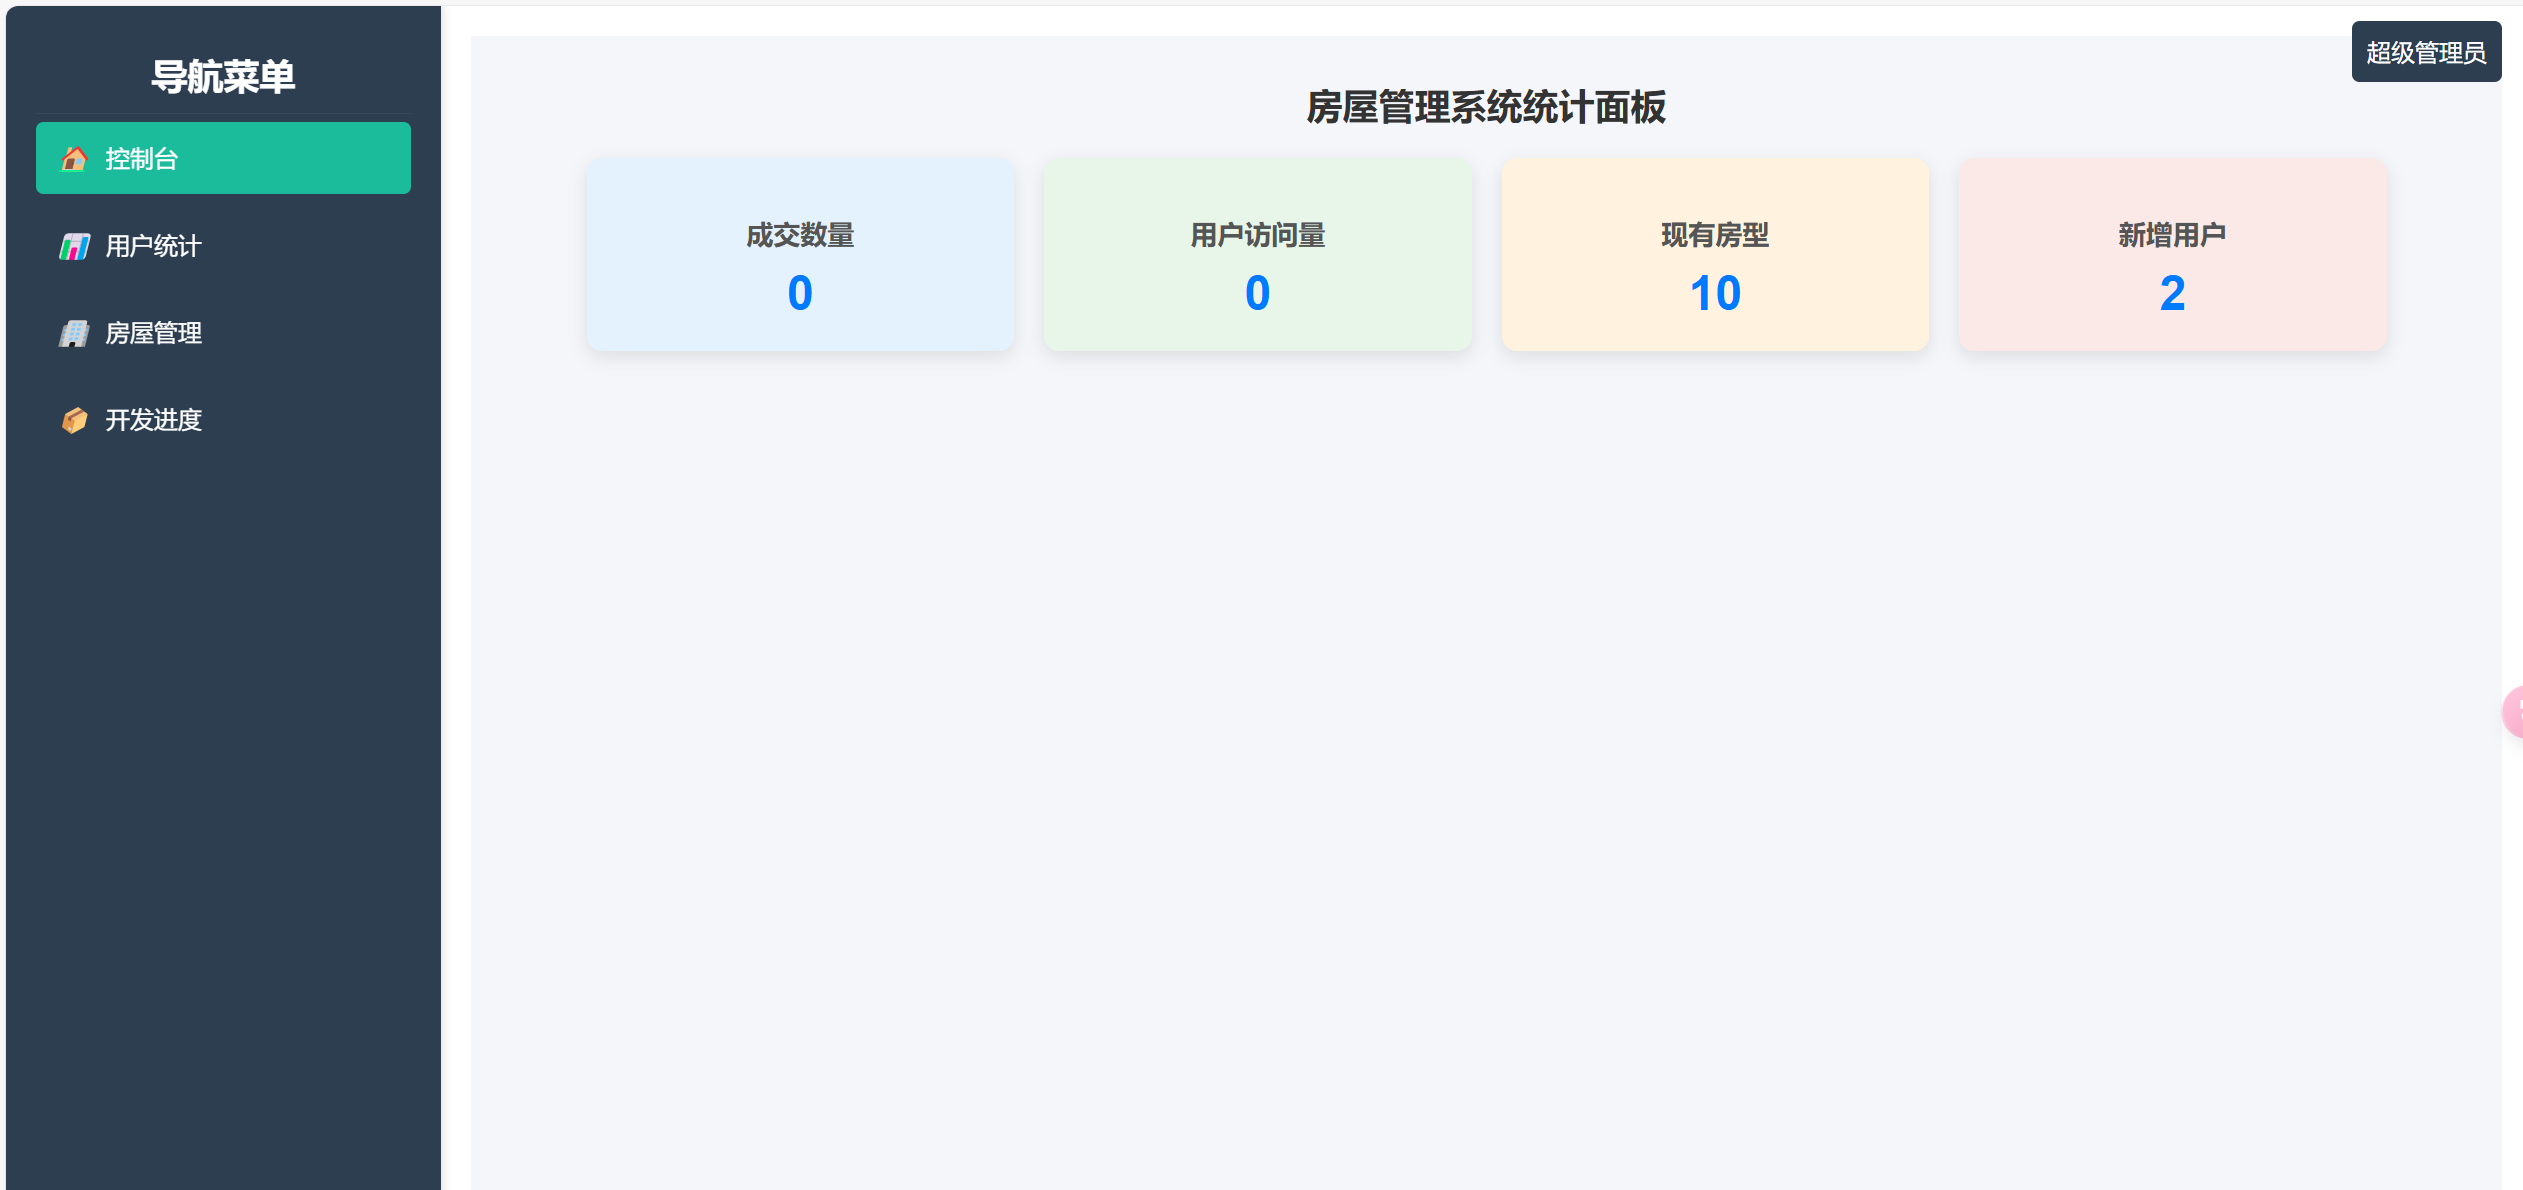 导航菜单
控制台
用户统计
房屋管理
开发进度
超级管理员
房屋管理系统统计面板
成交数量
0
用户访问量
0
现有房型
10
新增用户
2